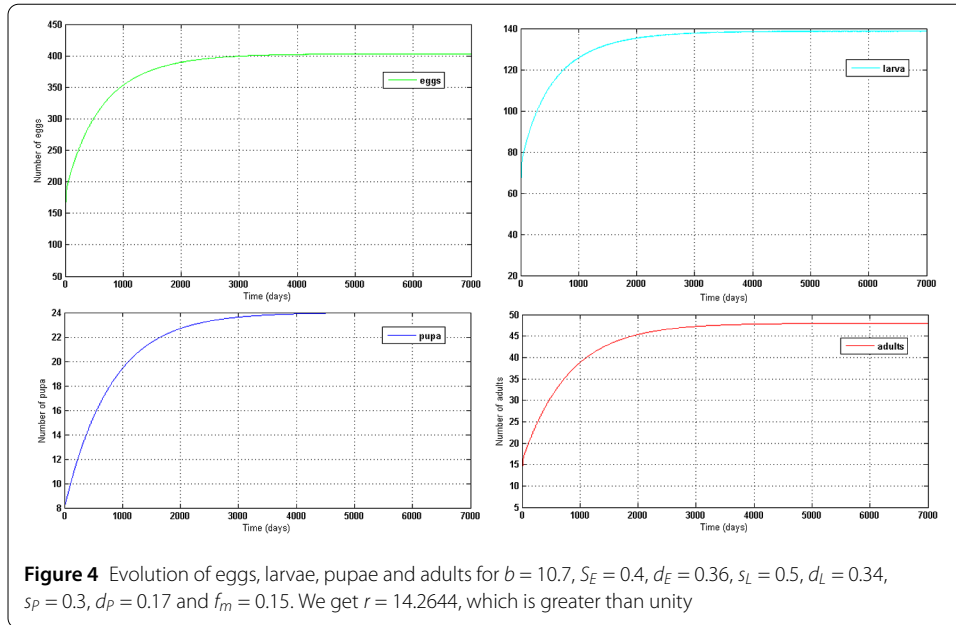 450
400
350
300
250
200
150
100
50
Number of eggs
eggs
0 1000 2000 3000 4000 5000 6000 7000
Time (days)
140
120
100
80
60
40
20
larva
0 1000 2000 3000 4000 5000 6000 7000
Time (days)
24
22
20
18
16
14
12
10
8
Number of pupa
pupa
0 1000 2000 3000 4000 5000 6000 7000
Time (days)
50
45
40
35
30
25
20
15
10
5
Number of adults
adults
0 1000 2000 3000 4000 5000 6000 7000
Time (days)
Figure 4 Evolution of eggs, larvae, pupae and adults for b = 10.7, S_E = 0.4, d_E = 0.36, s_L = 0.5, d_L = 0.34,
s_P = 0.3, d_P = 0.17 and f_m = 0.15. We get r = 14.2644, which is greater than unity